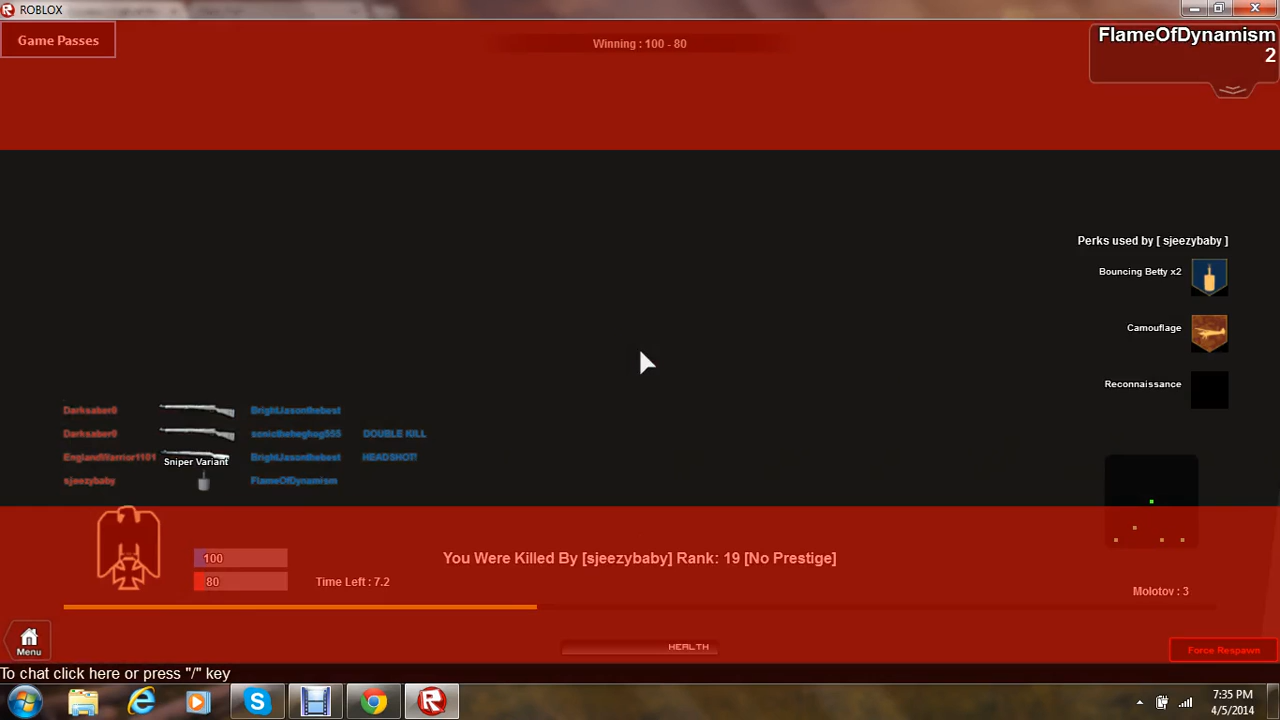 ROBLOX
Game Passes
Winning : 100 - 80
FlameOfDynamism
2
Perks used by [ sjeezybaby ]
Bouncing Betty x2
Camouflage
Reconnaissance
Darksaber0 BrightJasonthebest
Darksaber0 sonictheheghog555 DOUBLE KILL
EnglandWarrior1101 BrightJasonthebest HEADSHOT!
Sniper Variant
sjeezybaby FlameOfDynamism
100
80
Time Left : 7.2
You Were Killed By [sjeezybaby] Rank: 19 [No Prestige]
Molotov : 3
HEALTH
Menu
Force Respawn
To chat click here or press "/" key
7:35 PM
4/5/2014